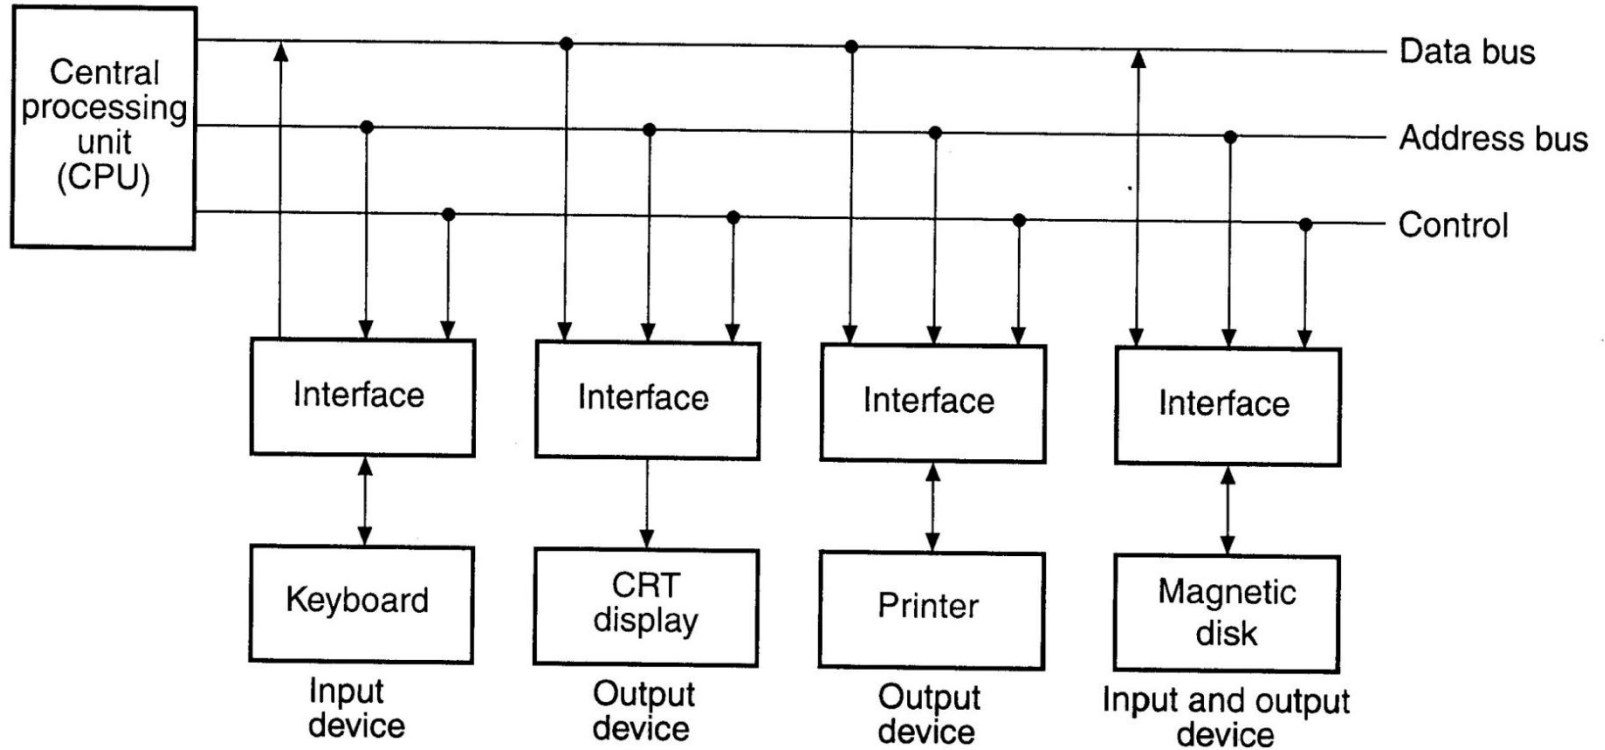 Central
processing
unit
(CPU)
Data bus
Address bus
Control
Interface
Interface
Interface
Interface
Keyboard
CRT
display
Printer
Magnetic
disk
Input
device
Output
device
Output
device
Input and output
device